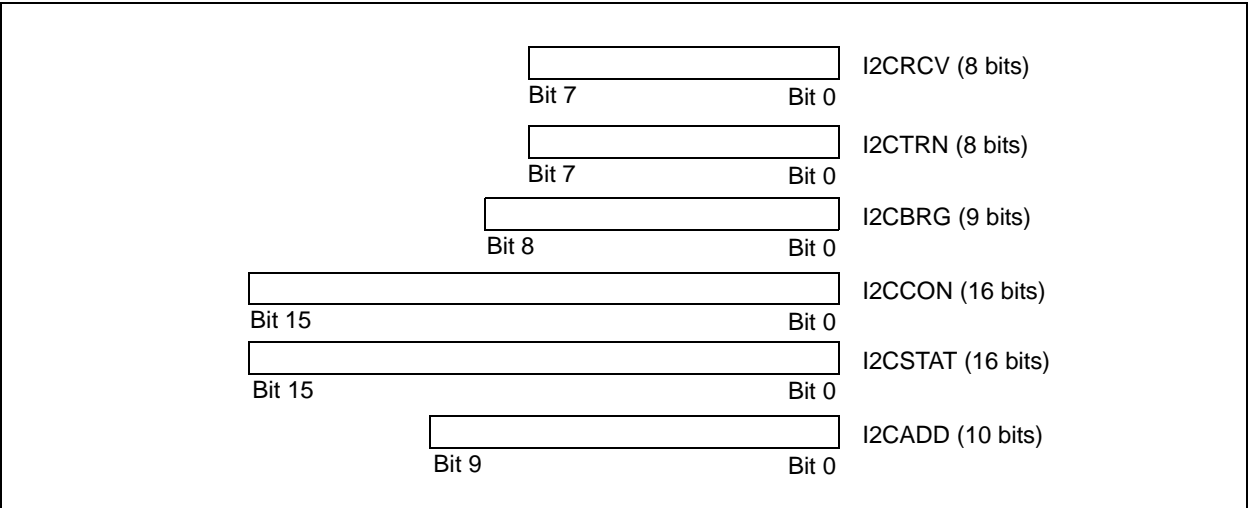 I2CRCV (8 bits)
Bit 7 Bit 0
I2CTRN (8 bits)
Bit 7 Bit 0
I2CBRG (9 bits)
Bit 8 Bit 0
I2CCON (16 bits)
Bit 15 Bit 0
I2CSTAT (16 bits)
Bit 15 Bit 0
I2CADD (10 bits)
Bit 9 Bit 0